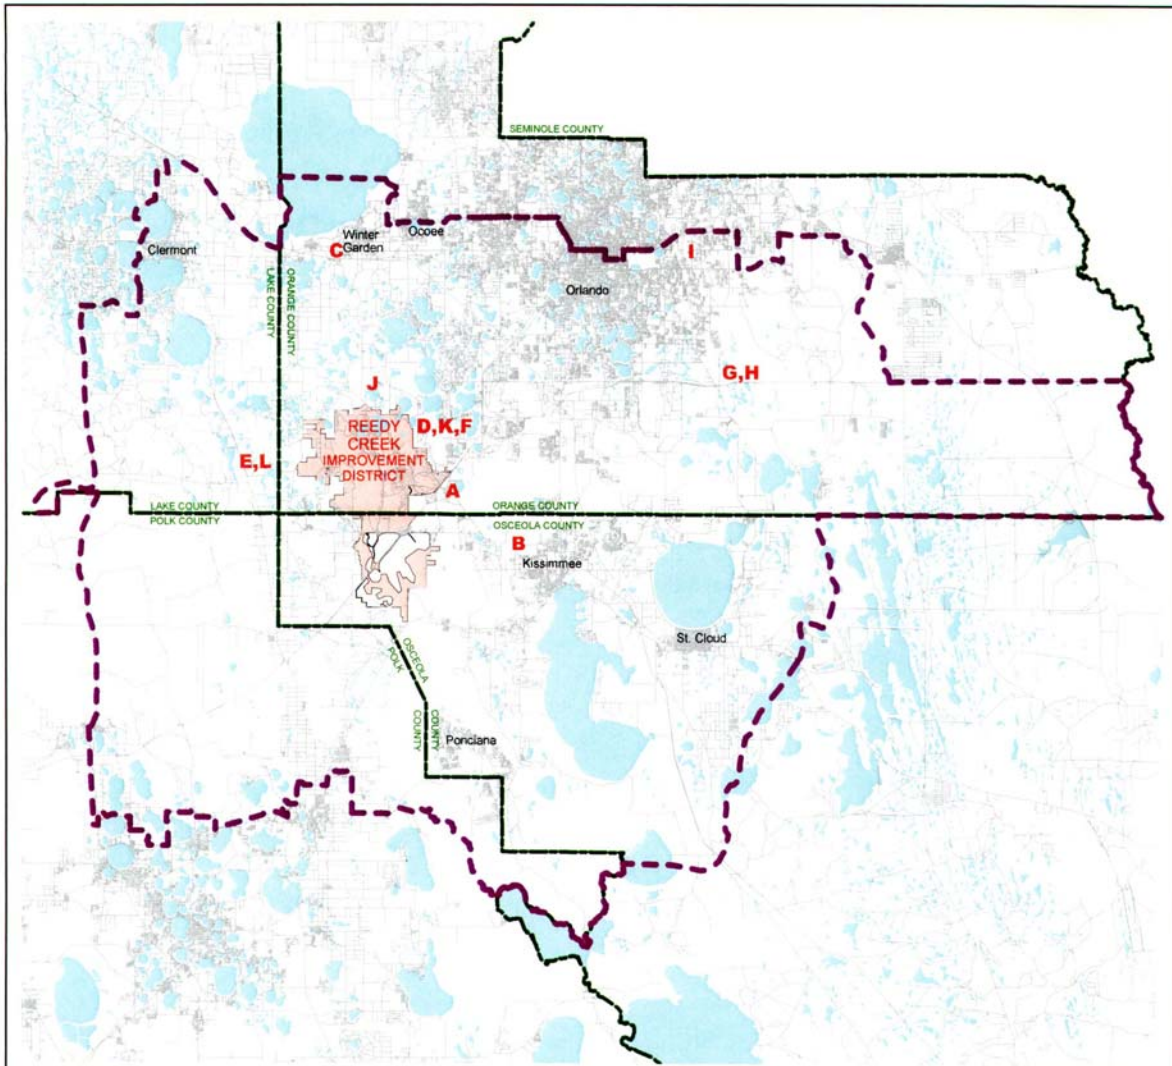 SEMINOLE COUNTY
Clermont
Winter
Garden
Ocoee
C
I
Orlando
LAKE COUNTY
ORANGE COUNTY
G,H
J
REEDY
CREEK
IMPROVEMENT
DISTRICT
D,K,F
E,L
A
LAKE COUNTY
POLK COUNTY
ORANGE COUNTY
OSCEOLA COUNTY
B
Kissimmee
St. Cloud
OSCEOLA
POLK
COUNTY
COUNTY
Ponciana